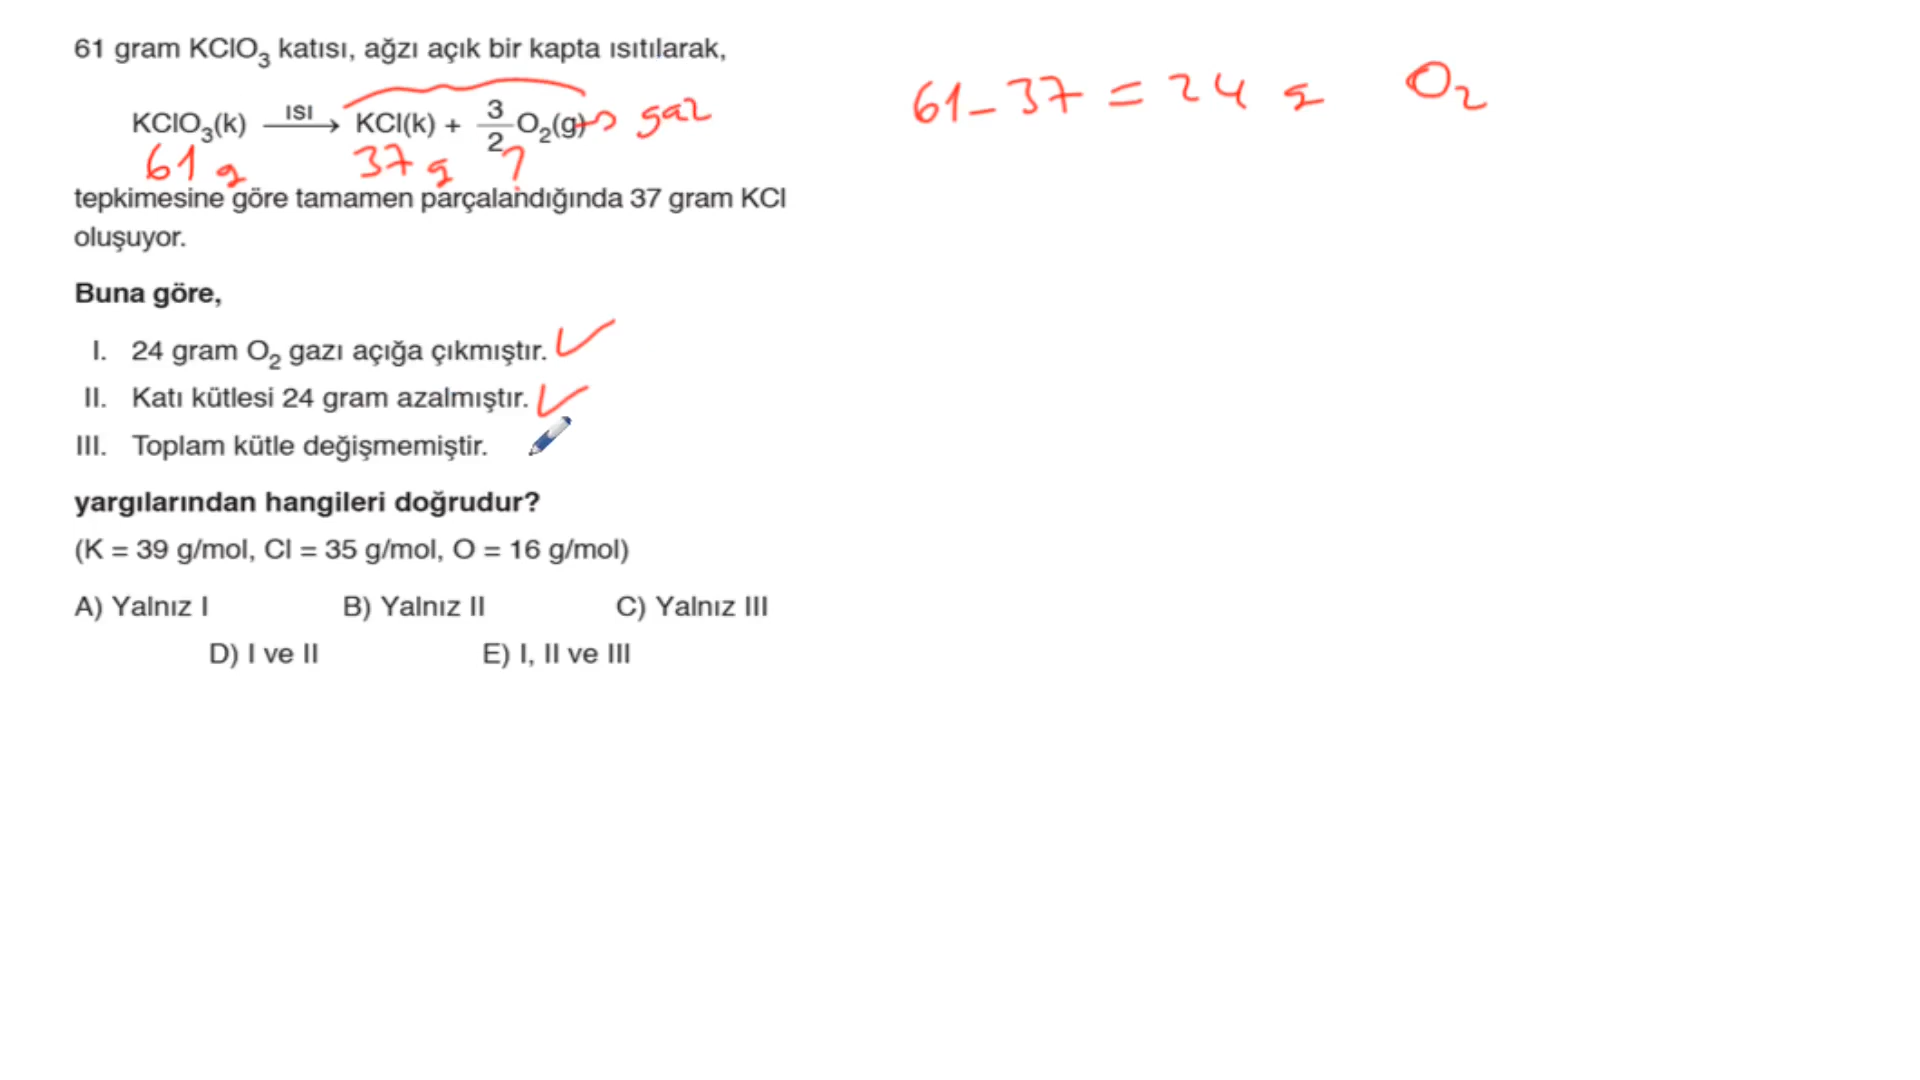 61 gram KClO3 katısı, ağzı açık bir kapta ısıtılarak,
61 - 37 = 24 g O2
KClO3(k) ISI → KCl(k) + 3/2 O2(g) → gaz
61 g 37 g ?
tepkimesine göre tamamen parçalandığında 37 gram KCl
oluşuyor.
Buna göre,
I. 24 gram O2 gazı açığa çıkmıştır. ✓
II. Katı kütlesi 24 gram azalmıştır. ✓
III. Toplam kütle değişmemiştir.
yargılarından hangileri doğrudur?
(K = 39 g/mol, Cl = 35 g/mol, O = 16 g/mol)
A) Yalnız I B) Yalnız II C) Yalnız III
D) I ve II E) I, II ve III